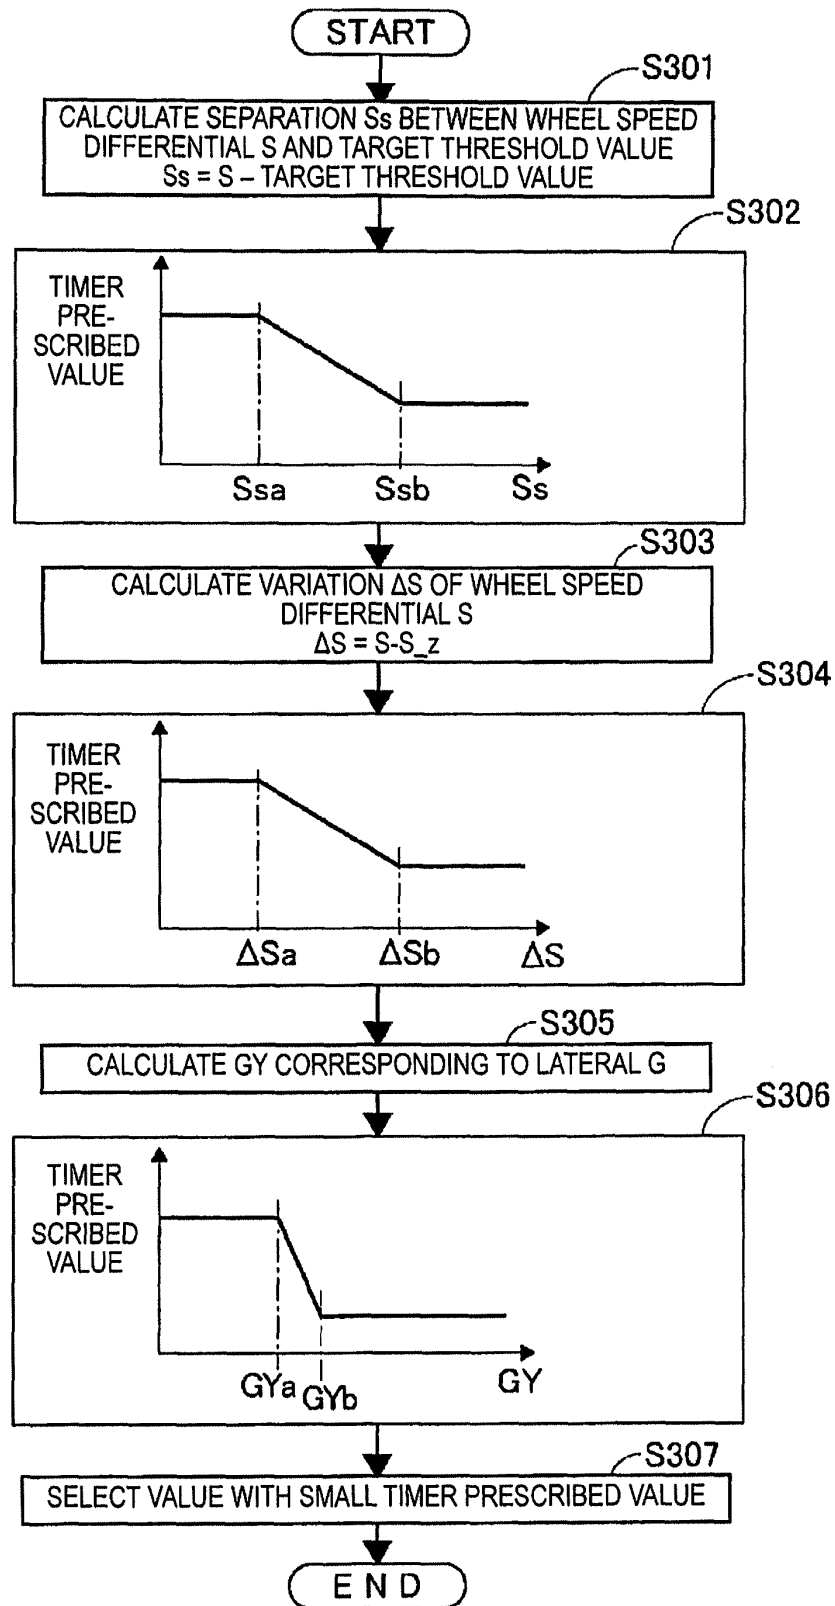 START
S301
CALCULATE SEPARATION Ss BETWEEN WHEEL SPEED
DIFFERENTIAL S AND TARGET THRESHOLD VALUE
Ss = S – TARGET THRESHOLD VALUE
S302
TIMER
PRE-
SCRIBED
VALUE
Ssa
Ssb
Ss
S303
CALCULATE VARIATION ΔS OF WHEEL SPEED
DIFFERENTIAL S
ΔS = S-S_z
S304
TIMER
PRE-
SCRIBED
VALUE
ΔSa
ΔSb
ΔS
S305
CALCULATE GY CORRESPONDING TO LATERAL G
S306
TIMER
PRE-
SCRIBED
VALUE
GYa
GYb
GY
S307
SELECT VALUE WITH SMALL TIMER PRESCRIBED VALUE
END